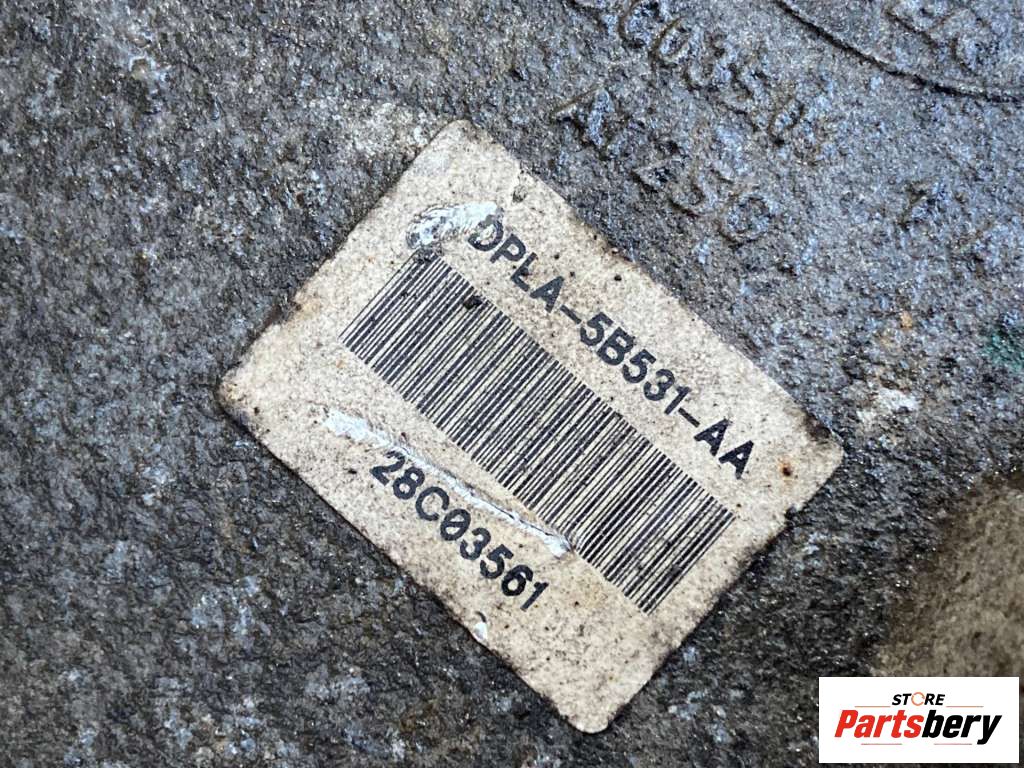 DPLA-5B531-AA
28C03561
STORE
Partsbery